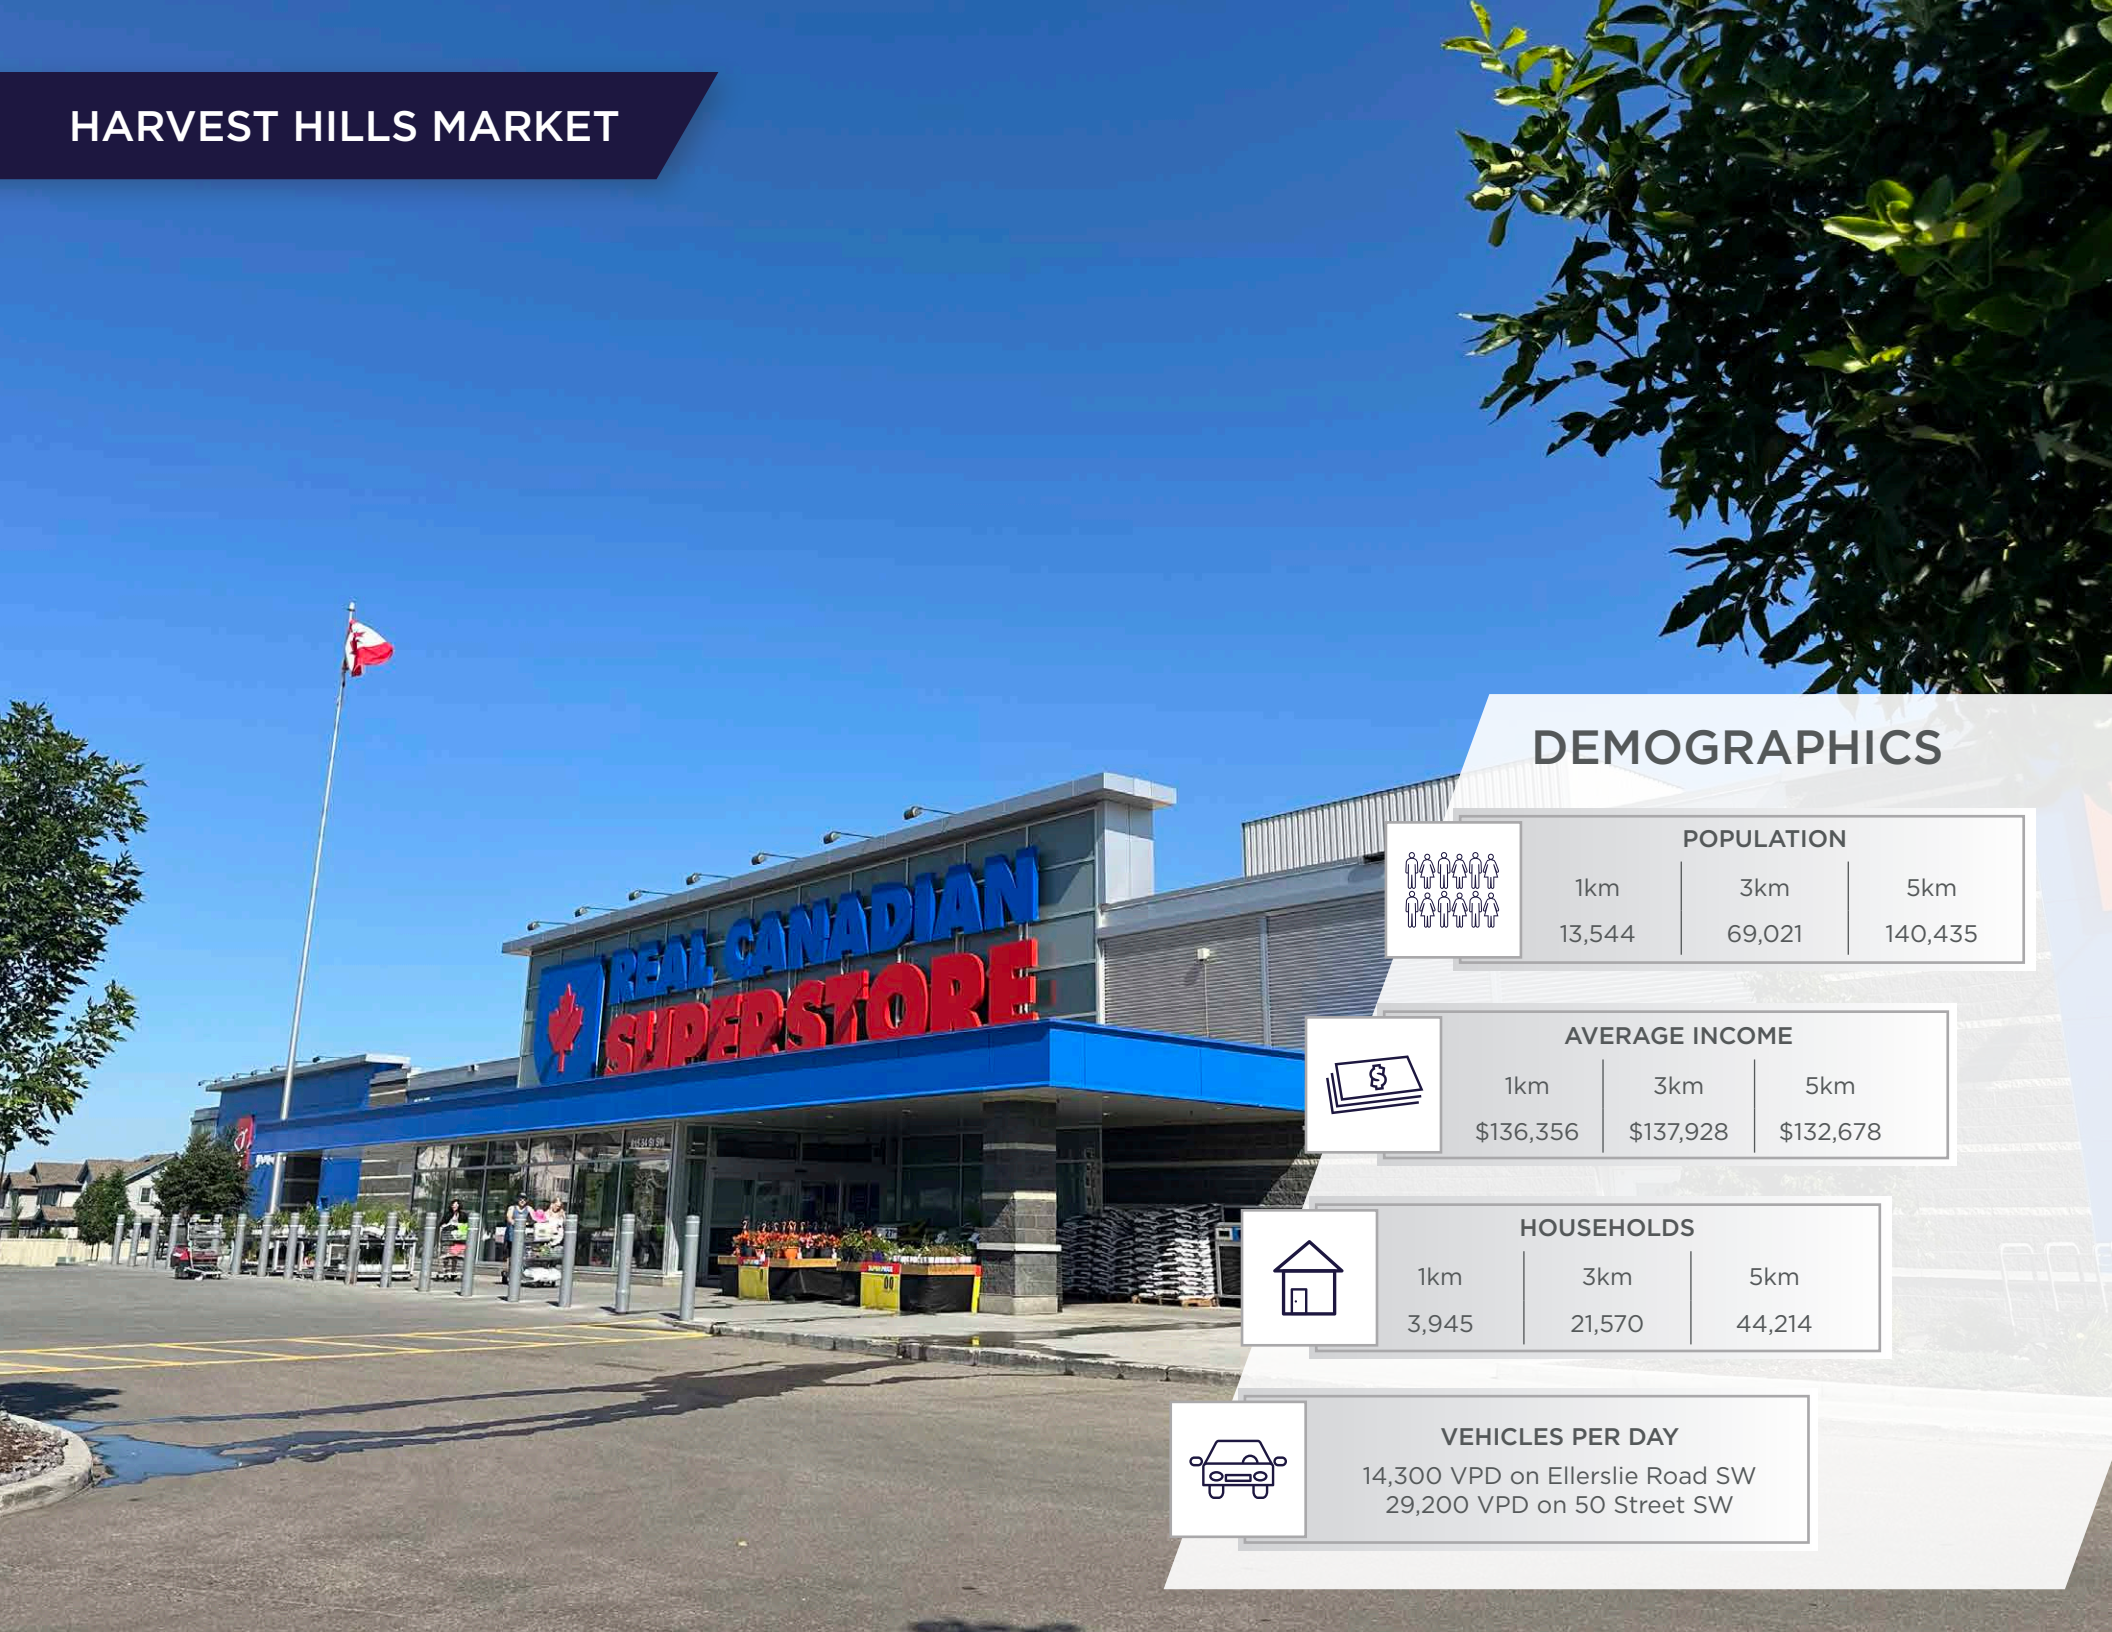 HARVEST HILLS MARKET
REAL CANADIAN
SUPERSTORE
DEMOGRAPHICS
POPULATION
1km 3km 5km
13,544 69,021 140,435
AVERAGE INCOME
1km 3km 5km
$136,356 $137,928 $132,678
HOUSEHOLDS
1km 3km 5km
3,945 21,570 44,214
VEHICLES PER DAY
14,300 VPD on Ellerslie Road SW
29,200 VPD on 50 Street SW